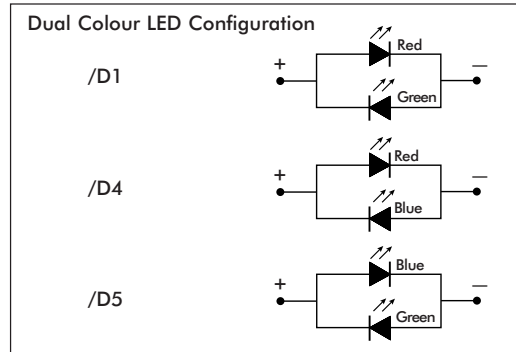 Dual Colour LED Configuration
/D1
+
Red
Green
—
/D4
+
Red
Blue
—
/D5
+
Blue
Green
—